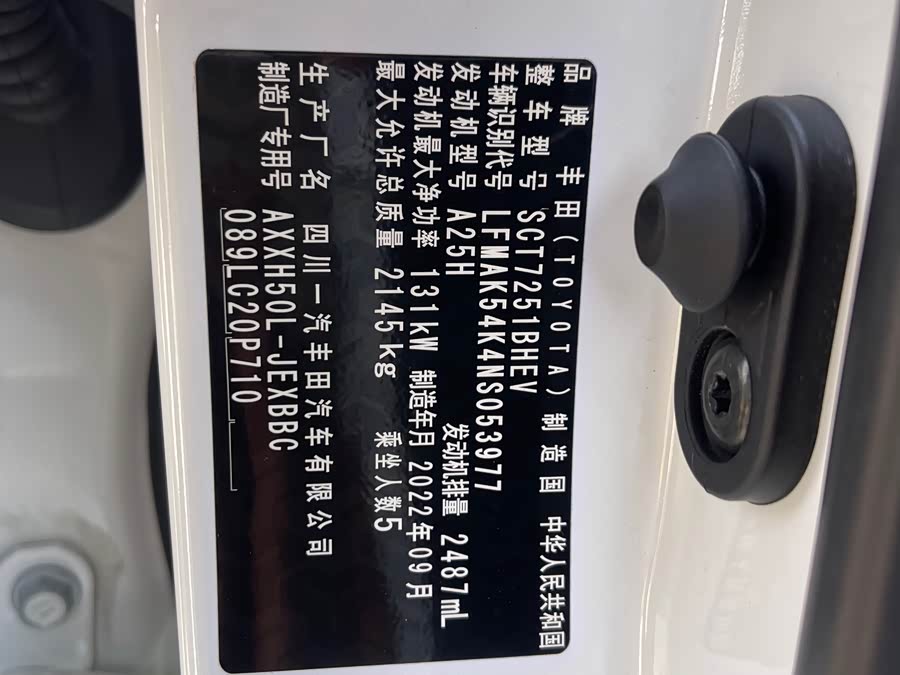 品牌 丰田(TOYOTA) 制造国 中华人民共和国
整车型号 SCT7251BHEV
车辆识别代号 LFMAK54K4NS053977
发动机型号 A25H 发动机排量 2487mL
发动机最大净功率 131kW 制造年月 2022年09月
最大允许总质量 2145kg 乘坐人数5
生产厂名 四川一汽丰田汽车有限公司
制造厂专用号 AXXH50L-JEXBBC
089LC20P710